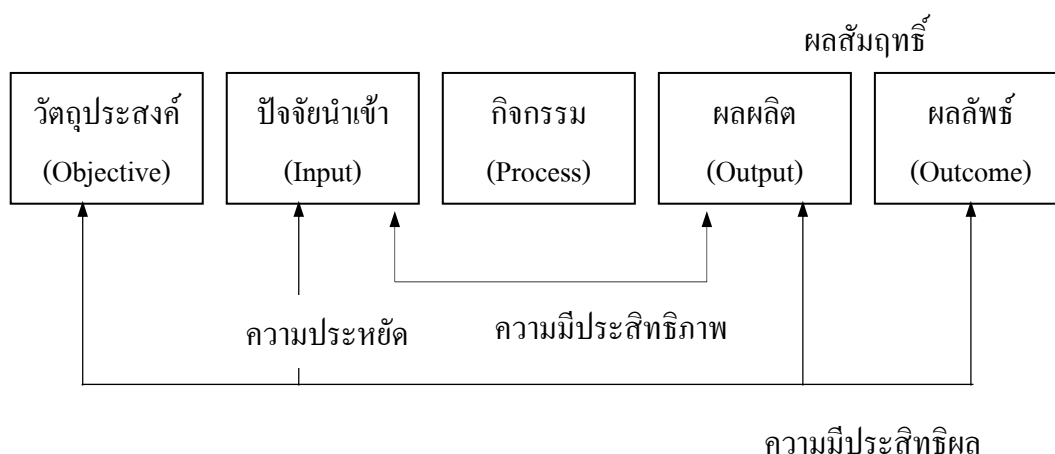 ผลสัมฤทธิ์
วัตถุประสงค์
(Objective)
ปัจจัยนำเข้า
(Input)
กิจกรรม
(Process)
ผลผลิต
(Output)
ผลลัพธ์
(Outcome)
ความประหยัด
ความมีประสิทธิภาพ
ความมีประสิทธิผล